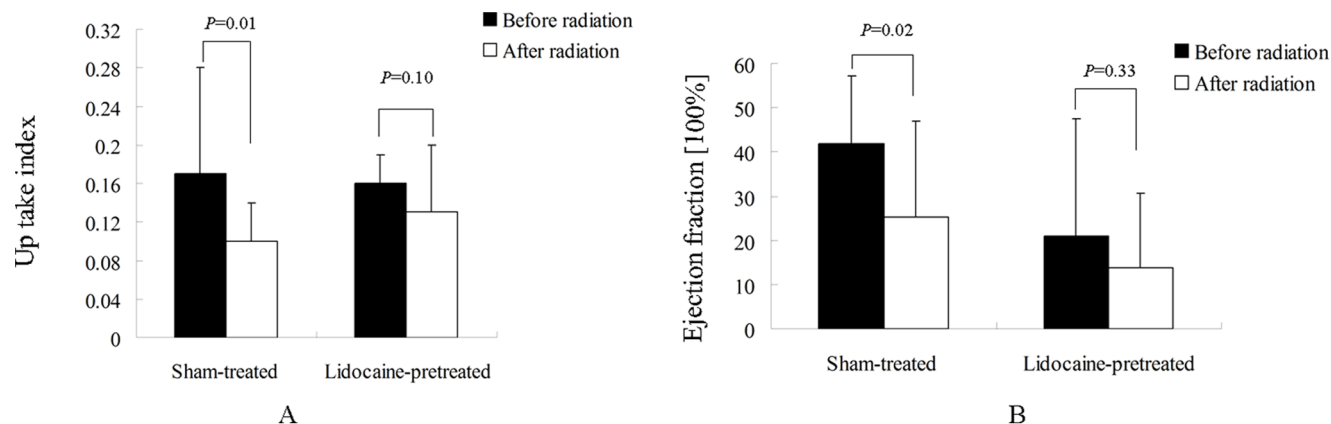 P=0.01
Before radiation
After radiation
P=0.10
0.32
0.28
0.24
0.2
0.16
0.12
0.08
0.04
0
Up take index
Sham-treated
Lidocaine-pretreated
A
P=0.02
Before radiation
After radiation
P=0.33
60
50
40
30
20
10
0
Ejection fraction [100%]
Sham-treated
Lidocaine-pretreated
B